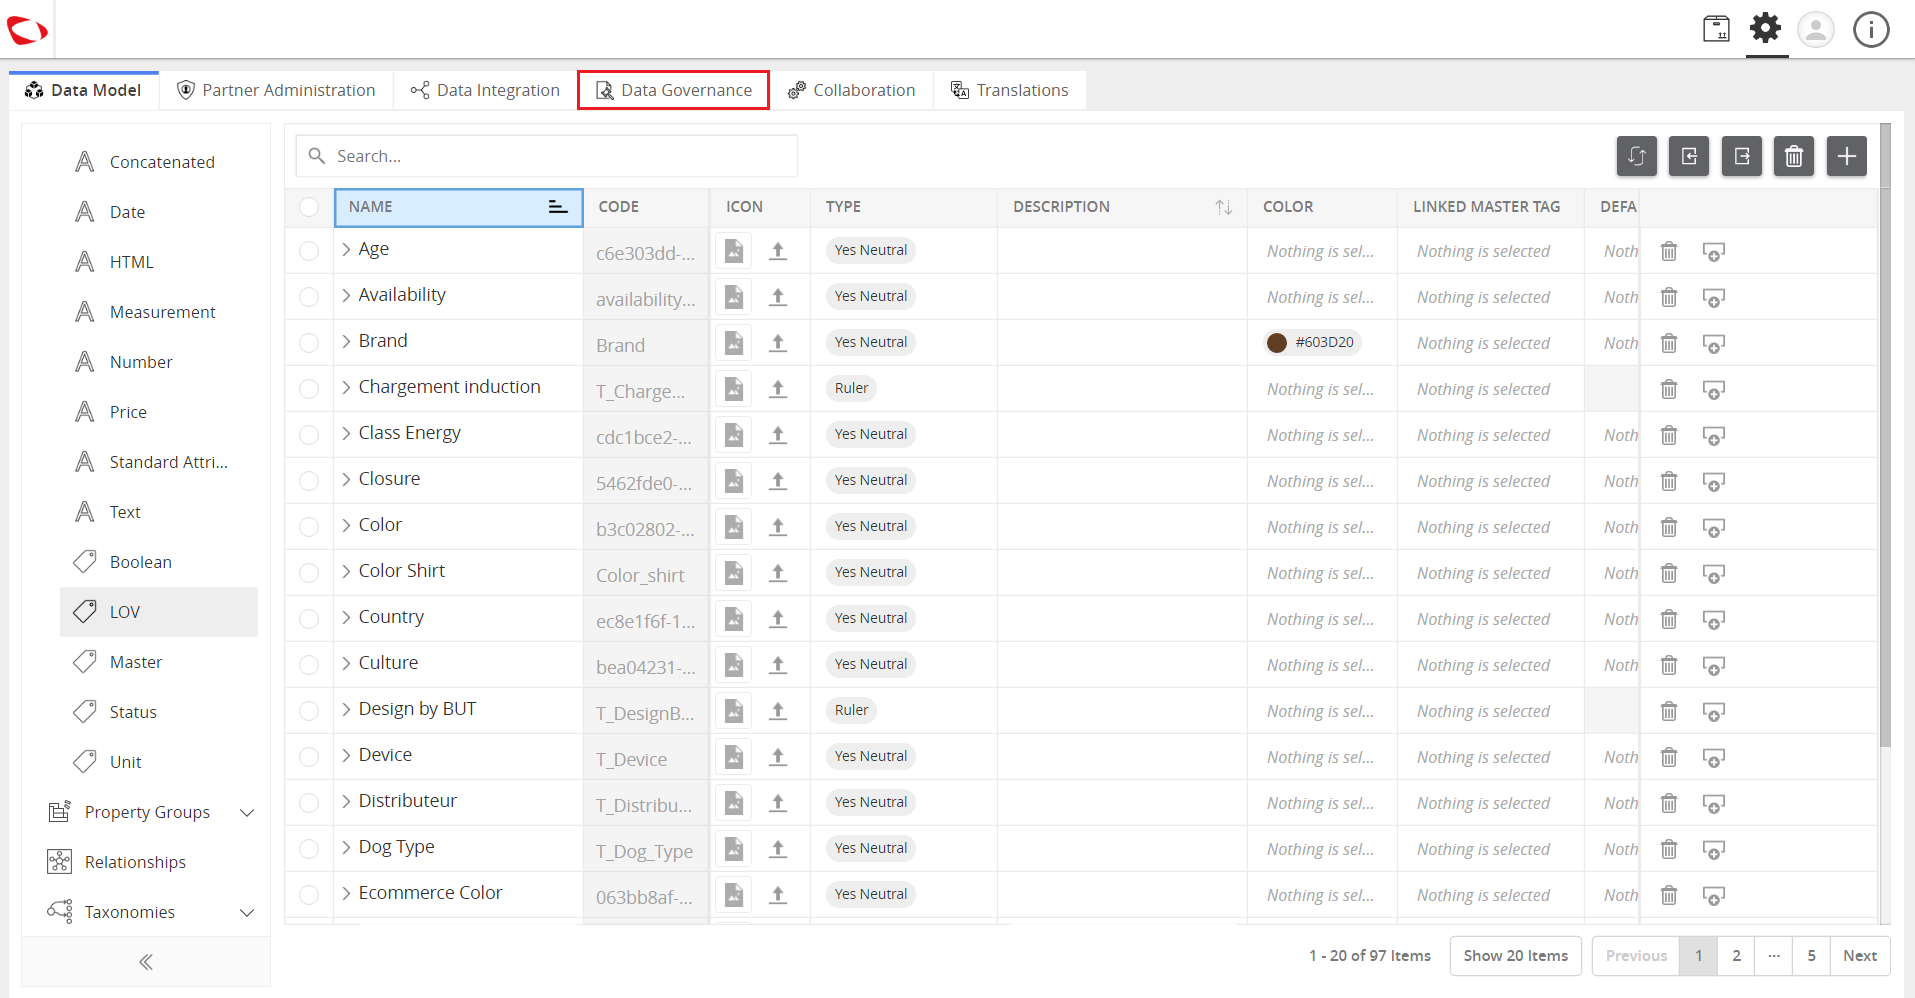 Data Model Partner Administration Data Integration Data Governance Collaboration Translations
Concatenated
Date
HTML
Measurement
Number
Price
Standard Attri...
Text
Boolean
LOV
Master
Status
Unit
Property Groups
Relationships
Taxonomies
Search...
NAME CODE ICON TYPE DESCRIPTION COLOR LINKED MASTER TAG DEFA
Age c6e303dd-... Yes Neutral Nothing is sel... Nothing is selected Noth
Availability availability... Yes Neutral Nothing is sel... Nothing is selected Noth
Brand Brand Yes Neutral #603D20 Nothing is selected Noth
Chargement induction T_Charge... Ruler Nothing is sel... Nothing is selected
Class Energy cdc1bce2-... Yes Neutral Nothing is sel... Nothing is selected Noth
Closure 5462fde0-... Yes Neutral Nothing is sel... Nothing is selected Noth
Color b3c02802-... Yes Neutral Nothing is sel... Nothing is selected Noth
Color Shirt Color_shirt Yes Neutral Nothing is sel... Nothing is selected Noth
Country ec8e1f6f-1... Yes Neutral Nothing is sel... Nothing is selected Noth
Culture bea04231-... Yes Neutral Nothing is sel... Nothing is selected Noth
Design by BUT T_DesignB... Ruler Nothing is sel... Nothing is selected
Device T_Device Yes Neutral Nothing is sel... Nothing is selected Noth
Distributeur T_Distribu... Yes Neutral Nothing is sel... Nothing is selected Noth
Dog Type T_Dog_Type Yes Neutral Nothing is sel... Nothing is selected Noth
Ecommerce Color 063bb8af-... Yes Neutral Nothing is sel... Nothing is selected Noth
1 - 20 of 97 Items Show 20 Items Previous 1 2 ... 5 Next